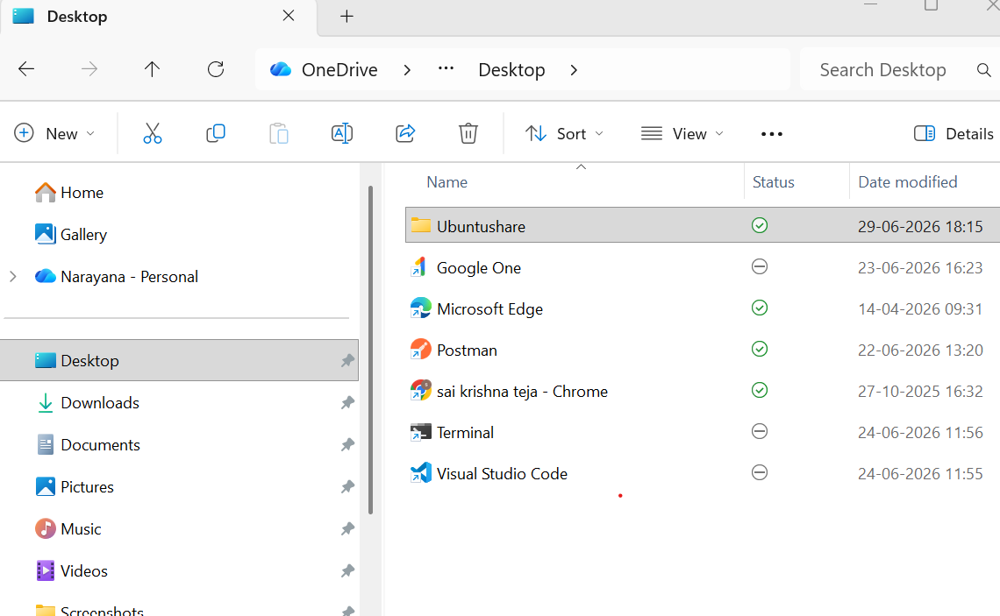 Desktop
OneDrive > ... Desktop > Search Desktop
New Sort View ... Details
Home
Gallery
Narayana - Personal
Desktop
Downloads
Documents
Pictures
Music
Videos
Screenshots
Name Status Date modified
Ubuntushare 29-06-2026 18:15
Google One 23-06-2026 16:23
Microsoft Edge 14-04-2026 09:31
Postman 22-06-2026 13:20
sai krishna teja - Chrome 27-10-2025 16:32
Terminal 24-06-2026 11:56
Visual Studio Code 24-06-2026 11:55